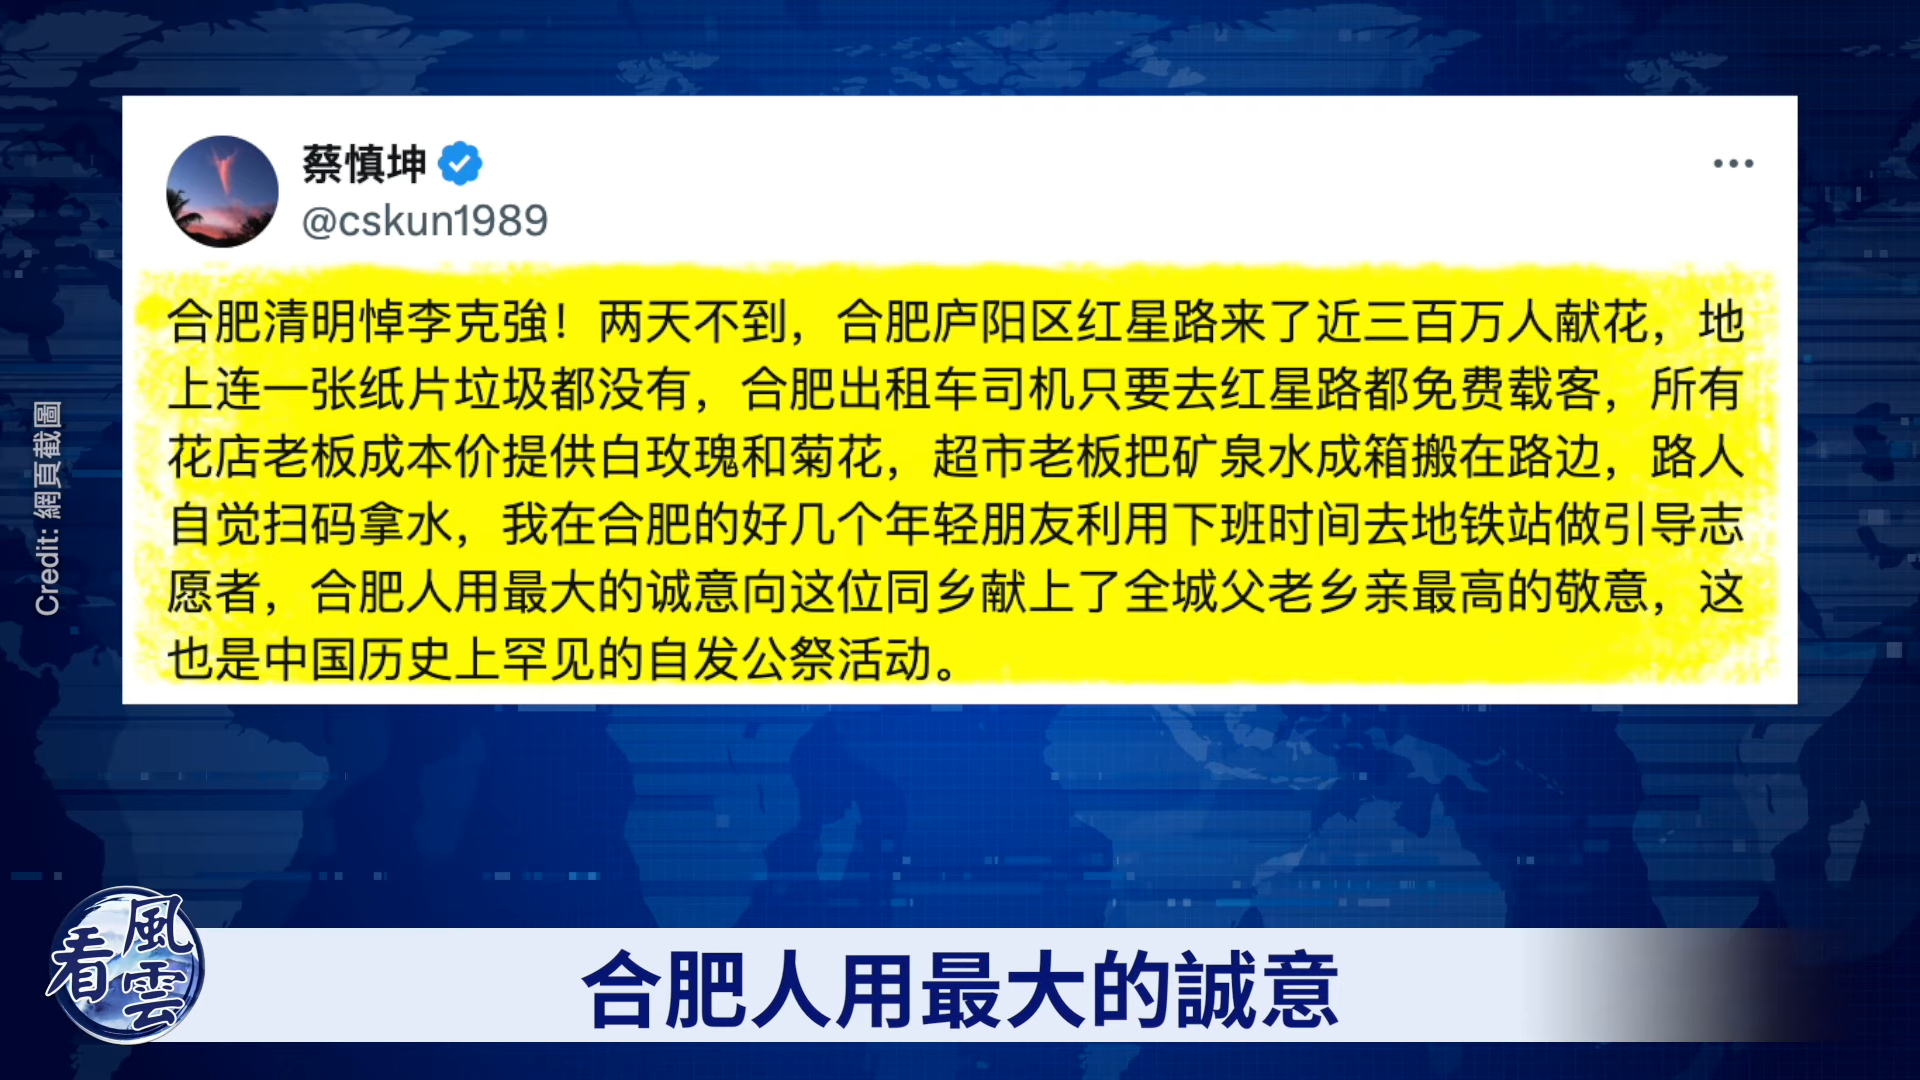 蔡慎坤
@cskun1989
合肥清明悼李克強！两天不到，合肥庐阳区红星路来了近三百万人献花，地
上连一张纸片垃圾都没有，合肥出租车司机只要去红星路都免费载客，所有
花店老板成本价提供白玫瑰和菊花，超市老板把矿泉水成箱搬在路边，路人
自觉扫码拿水，我在合肥的好几个年轻朋友利用下班时间去地铁站做引导志
愿者，合肥人用最大的诚意向这位同乡献上了全城父老乡亲最高的敬意，这
也是中国历史上罕见的自发公祭活动。
Credit: 網頁截圖
看風雲
合肥人用最大的誠意